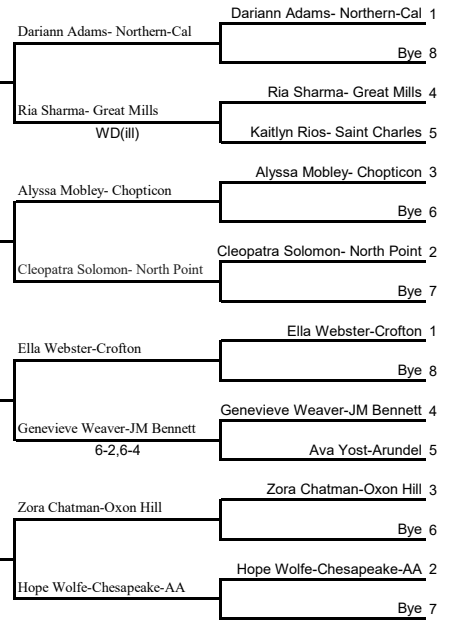 Dariann Adams- Northern-Cal 1
Dariann Adams- Northern-Cal
Bye 8
Ria Sharma- Great Mills 4
Ria Sharma- Great Mills
WD(ill)
Kaitlyn Rios- Saint Charles 5
Alyssa Mobley- Chopticon 3
Alyssa Mobley- Chopticon
Bye 6
Cleopatra Solomon- North Point 2
Cleopatra Solomon- North Point
Bye 7
Ella Webster-Crofton 1
Ella Webster-Crofton
Bye 8
Genevieve Weaver-JM Bennett 4
Genevieve Weaver-JM Bennett
6-2,6-4
Ava Yost-Arundel 5
Zora Chatman-Oxon Hill 3
Zora Chatman-Oxon Hill
Bye 6
Hope Wolfe-Chesapeake-AA 2
Hope Wolfe-Chesapeake-AA
Bye 7